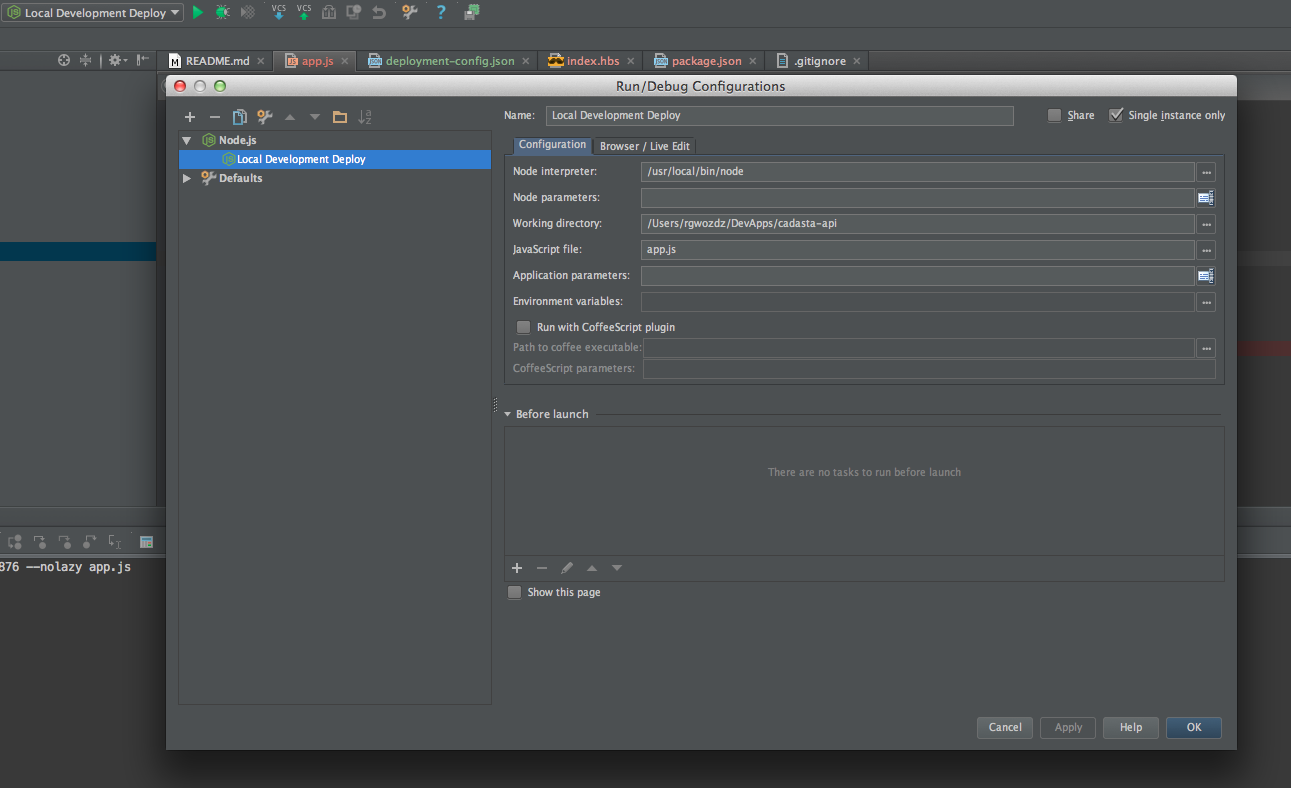 Local Development Deploy
VCS VCS
README.md app.js deployment-config.json index.hbs package.json .gitignore
Run/Debug Configurations
Name: Local Development Deploy Share Single instance only
Node.js
Local Development Deploy
Defaults
Configuration Browser / Live Edit
Node interpreter: /usr/local/bin/node
Node parameters:
Working directory: /Users/rgwozdz/DevApps/cadasta-api
JavaScript file: app.js
Application parameters:
Environment variables:
Run with CoffeeScript plugin
Path to coffee executable:
CoffeeScript parameters:
Before launch
There are no tasks to run before launch
876 --nolazy app.js
Show this page
Cancel Apply Help OK